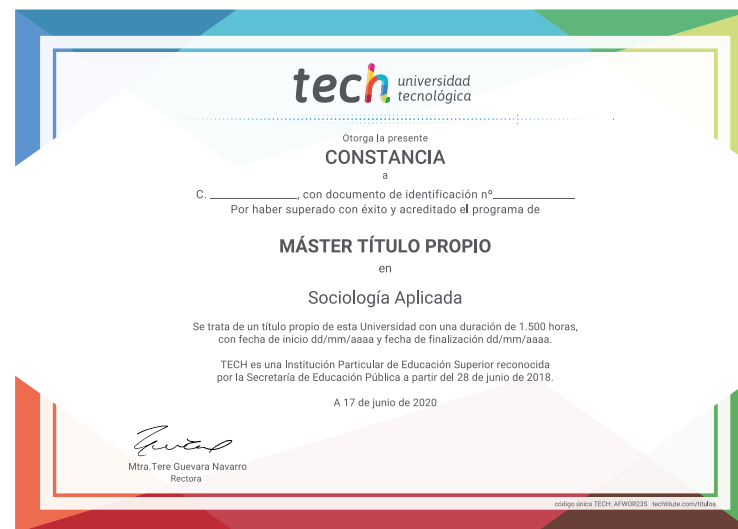 tech universidad
tecnológica
Otorga la presente
CONSTANCIA
a
C. ______________, con documento de identificación nº______________
Por haber superado con éxito y acreditado el programa de
MÁSTER TÍTULO PROPIO
en
Sociología Aplicada
Se trata de un título propio de esta Universidad con una duración de 1.500 horas,
con fecha de inicio dd/mm/aaaa y fecha de finalización dd/mm/aaaa.
TECH es una Institución Particular de Educación Superior reconocida
por la Secretaría de Educación Pública a partir del 28 de junio de 2018.
A 17 de junio de 2020
Mtra.Tere Guevara Navarro
Rectora
código único TECH: AFWOR23S techtitute.com/titulos